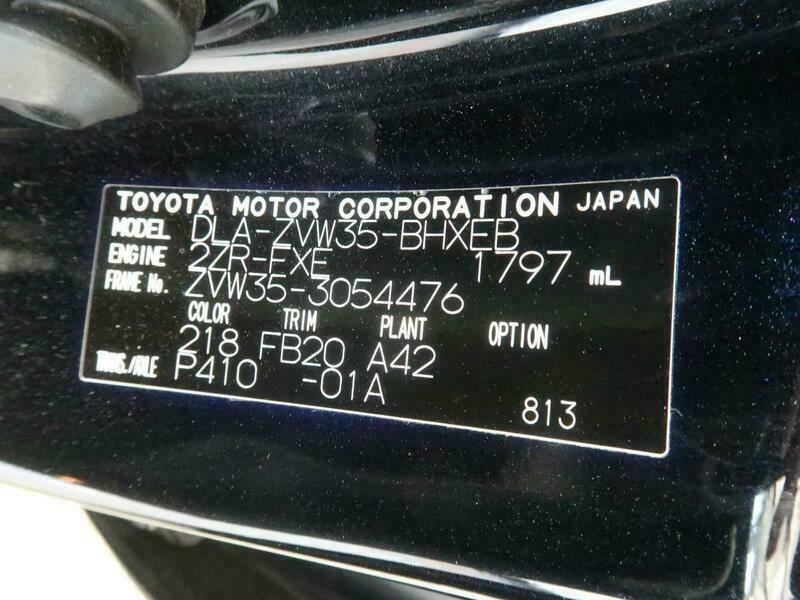 TOYOTA MOTOR CORPORATION JAPAN
MODEL DLA-ZVW35-BHXEB
ENGINE 2ZR-FXE 1797 mL
FRAME No. ZVW35-3054476
COLOR TRIM PLANT OPTION
218 FB20 A42
TRANS./AXLE P410 -01A
813